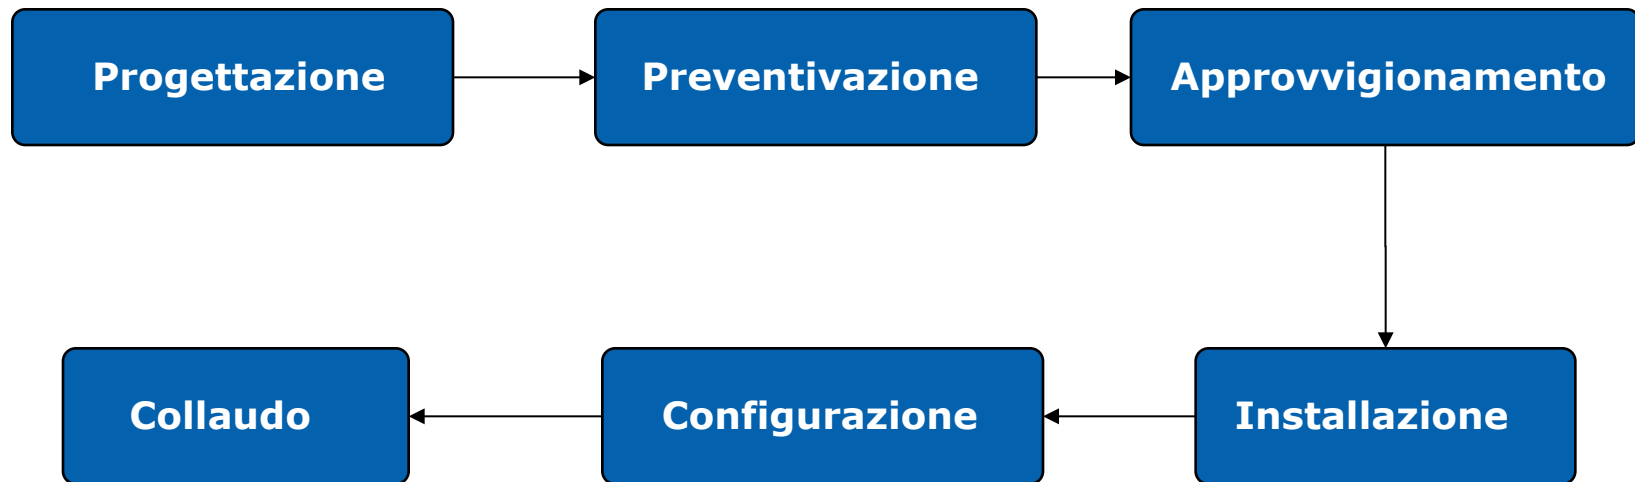 Progettazione
Preventivazione
Approvvigionamento
Installazione
Configurazione
Collaudo